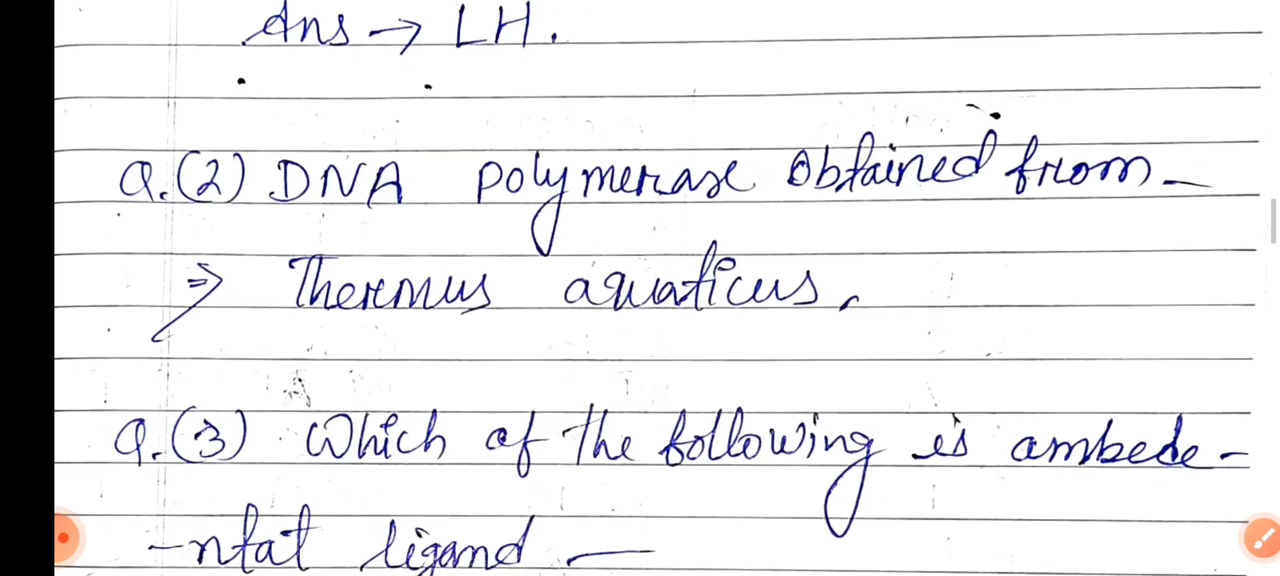 Ans → LH.
Q.(2) DNA polymerase obtained from —
⇒ Thermus aquaticus.
Q.(3) Which of the following is ambede-
-ntat ligand —